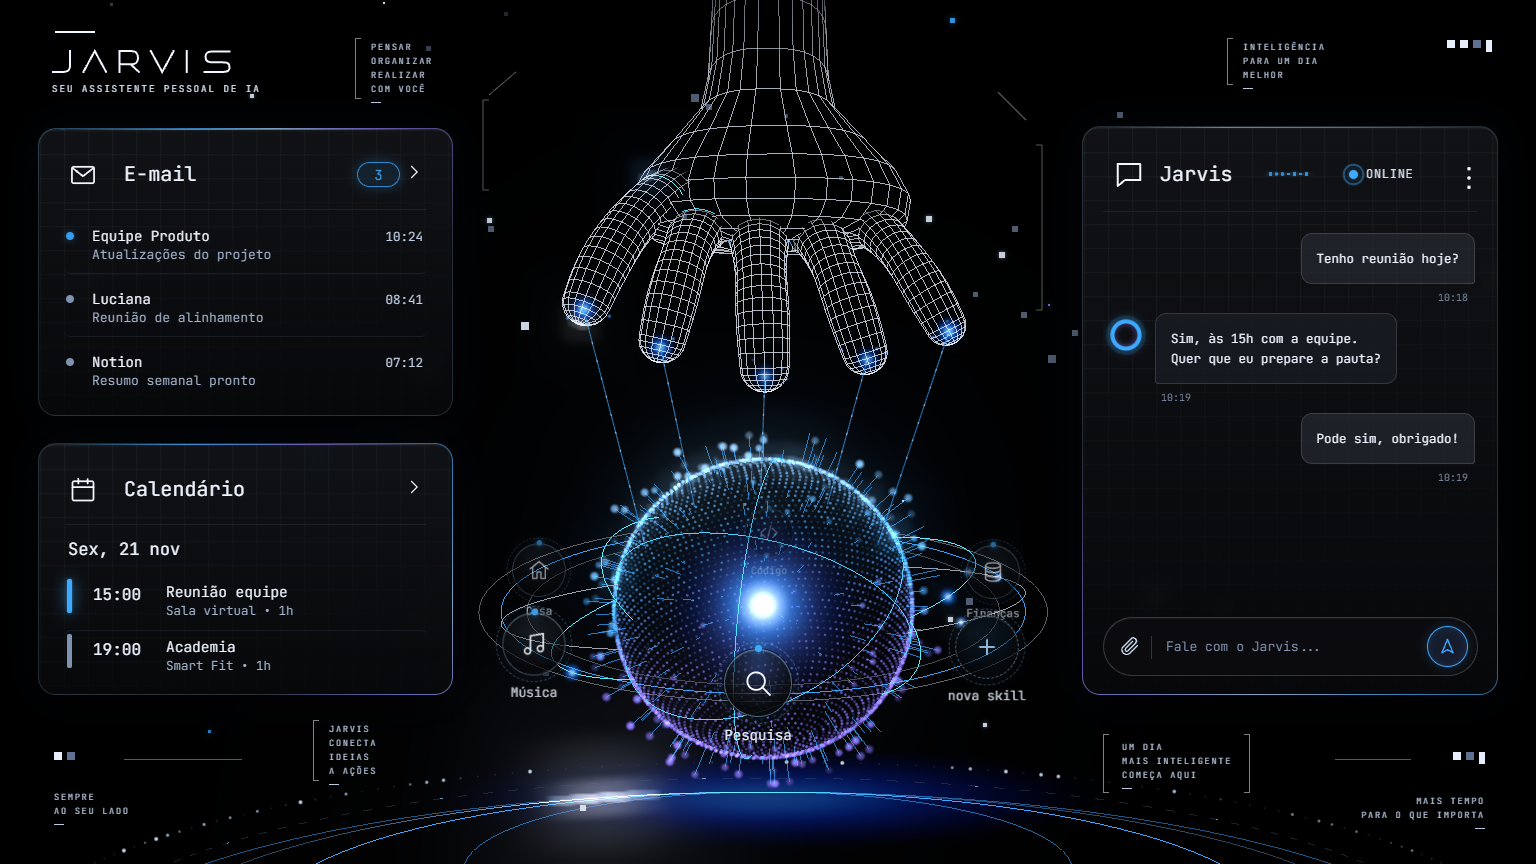 JARVIS
SEU ASSISTENTE PESSOAL DE IA
PENSAR
ORGANIZAR
REALIZAR
COM VOCÊ
INTELIGÊNCIA
PARA UM DIA
MELHOR
E-mail
3
Equipe Produto
10:24
Atualizações do projeto
Luciana
08:41
Reunião de alinhamento
Notion
07:12
Resumo semanal pronto
Calendário
Sex, 21 nov
15:00
Reunião equipe
Sala virtual • 1h
19:00
Academia
Smart Fit • 1h
</> 
Código
Casa
Finanças
Música
nova skill
Pesquisa
Jarvis
ONLINE
Tenho reunião hoje?
10:18
Sim, às 15h com a equipe.
Quer que eu prepare a pauta?
10:19
Pode sim, obrigado!
10:19
Fale com o Jarvis...
JARVIS
CONECTA
IDEIAS
A AÇÕES
SEMPRE
AO SEU LADO
UM DIA
MAIS INTELIGENTE
COMEÇA AQUI
MAIS TEMPO
PARA O QUE IMPORTA